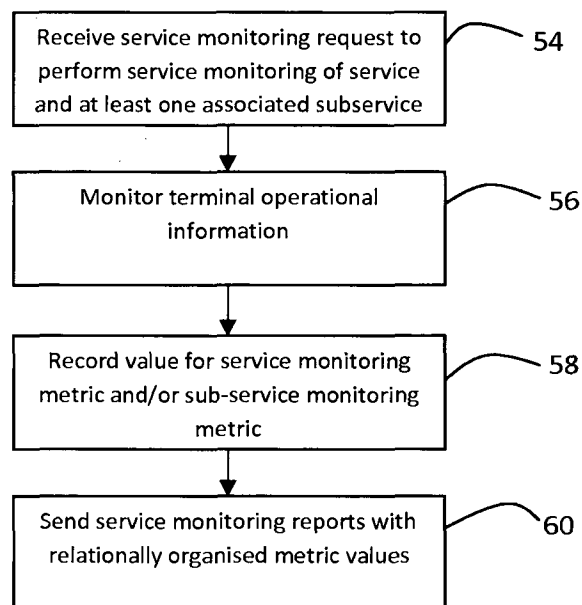 Receive service monitoring request to
perform service monitoring of service
and at least one associated subservice
54
Monitor terminal operational
information
56
Record value for service monitoring
metric and/or sub-service monitoring
metric
58
Send service monitoring reports with
relationally organised metric values
60